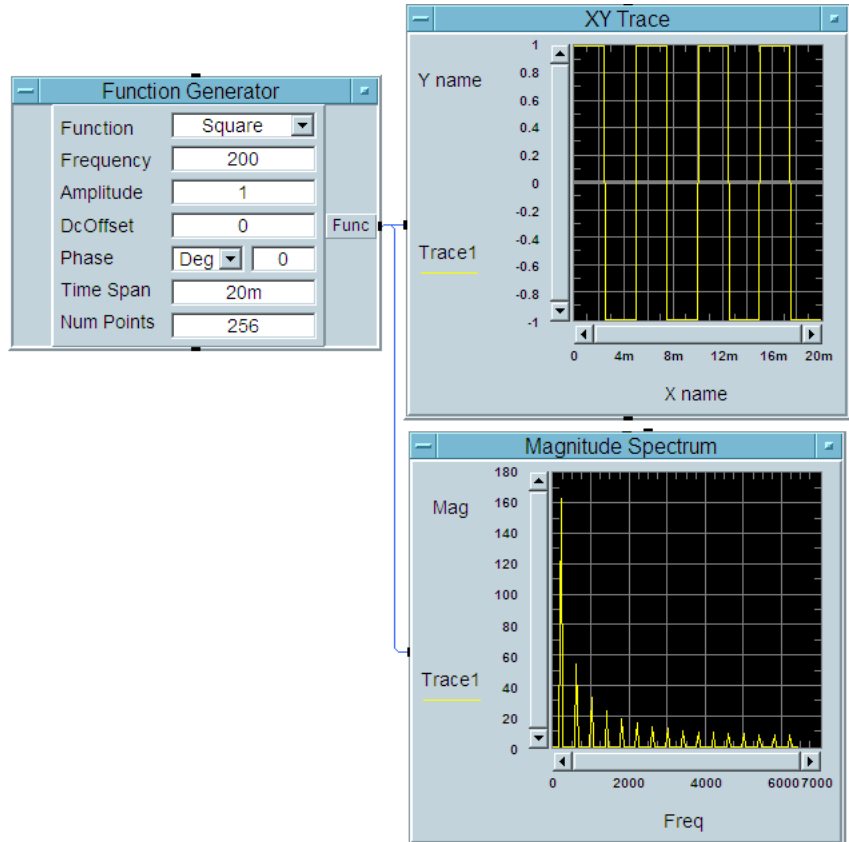 XY Trace
Y name
1
0.8
0.6
0.4
0.2
0
-0.2
-0.4
-0.6
-0.8
-1
Trace1
0 4m 8m 12m 16m 20m
X name
Function Generator
Function Square
Frequency 200
Amplitude 1
DcOffset 0
Func
Phase Deg 0
Time Span 20m
Num Points 256
Magnitude Spectrum
Mag
180
160
140
120
100
80
60
40
20
0
Trace1
0 2000 4000 6000 7000
Freq